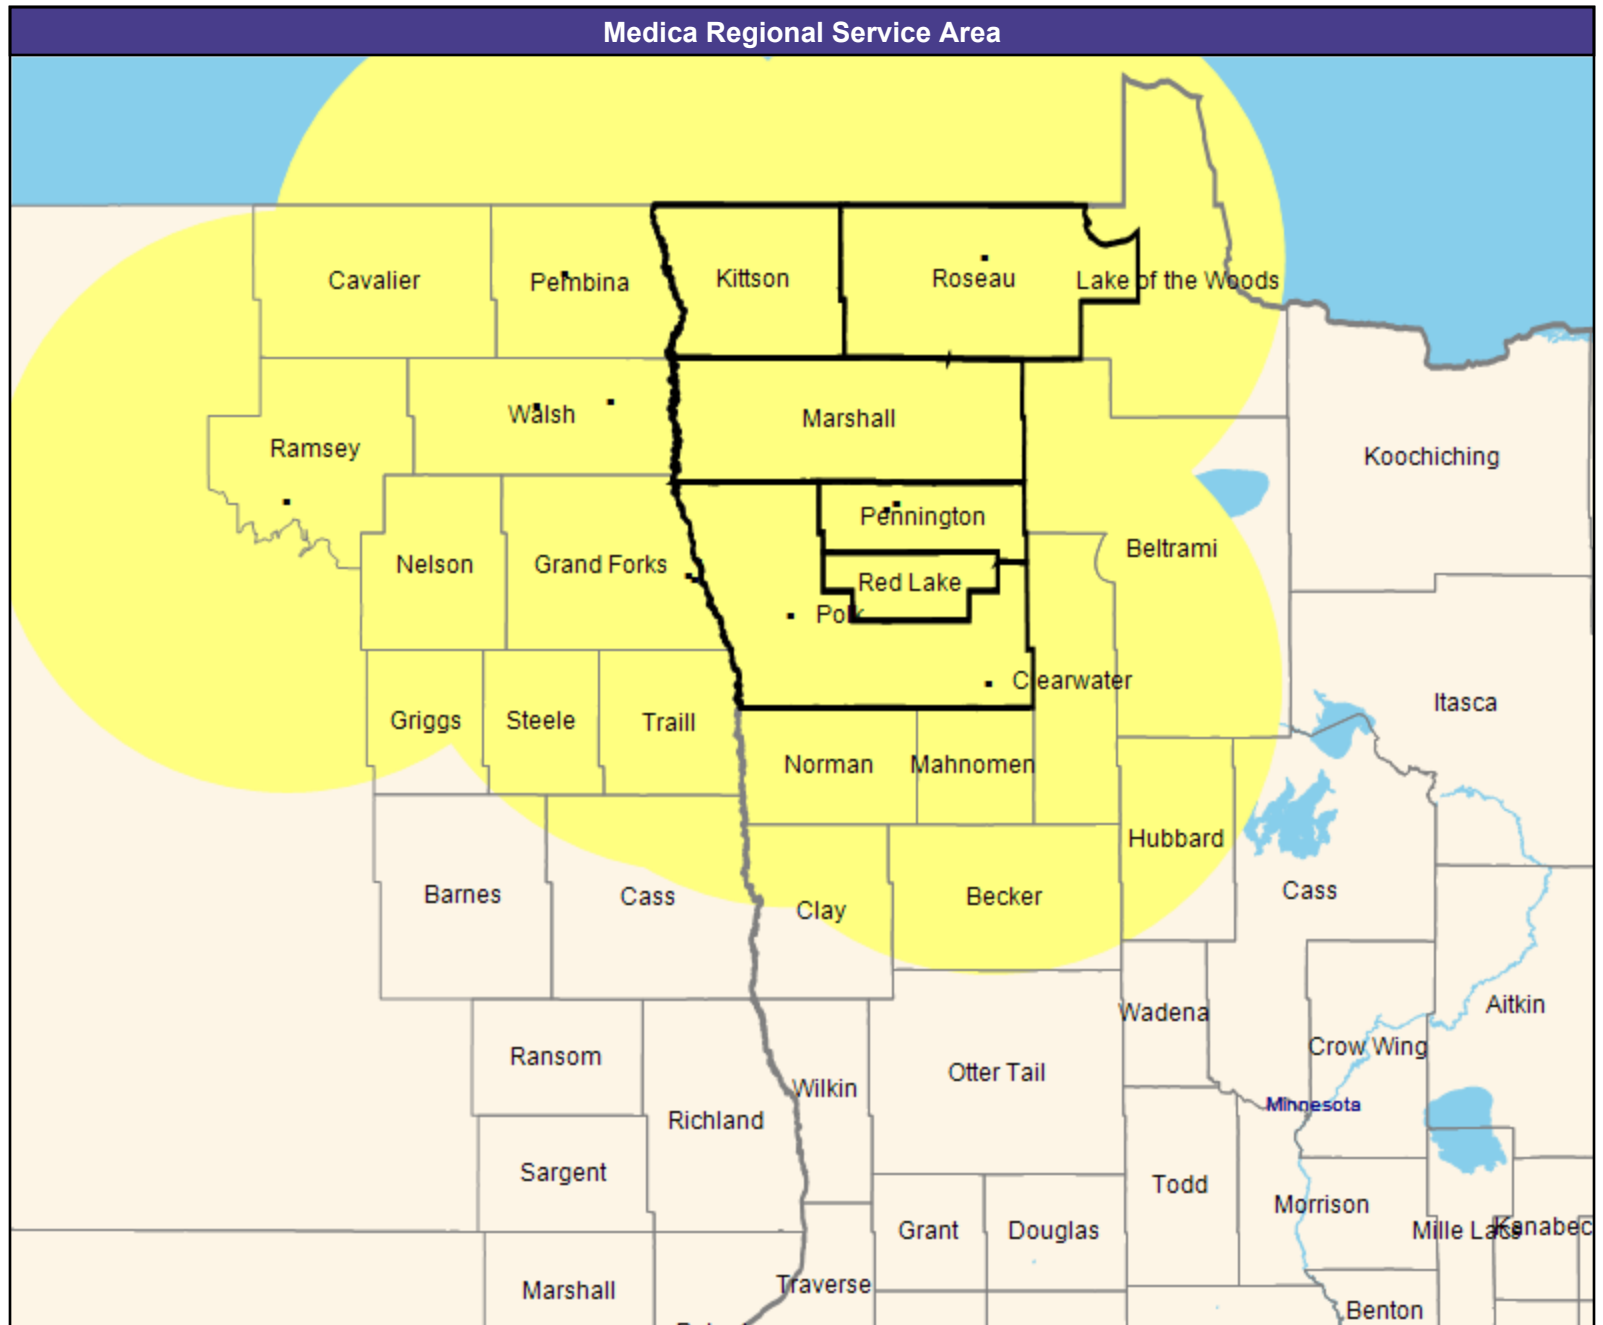 Medica Regional Service Area
Cavalier
Pembina
Kittson
Roseau
Lake of the Woods
Walsh
Marshall
Ramsey
Koochiching
Pennington
Beltrami
Nelson
Grand Forks
Red Lake
Polk
Clearwater
Itasca
Griggs
Steele
Traill
Norman
Mahnomen
Hubbard
Barnes
Cass
Clay
Becker
Cass
Aitkin
Wadena
Crow Wing
Ransom
Otter Tail
Wilkin
Minnesota
Richland
Sargent
Todd
Morrison
Grant
Douglas
Mille Lacs
Kanabec
Marshall
Traverse
Benton